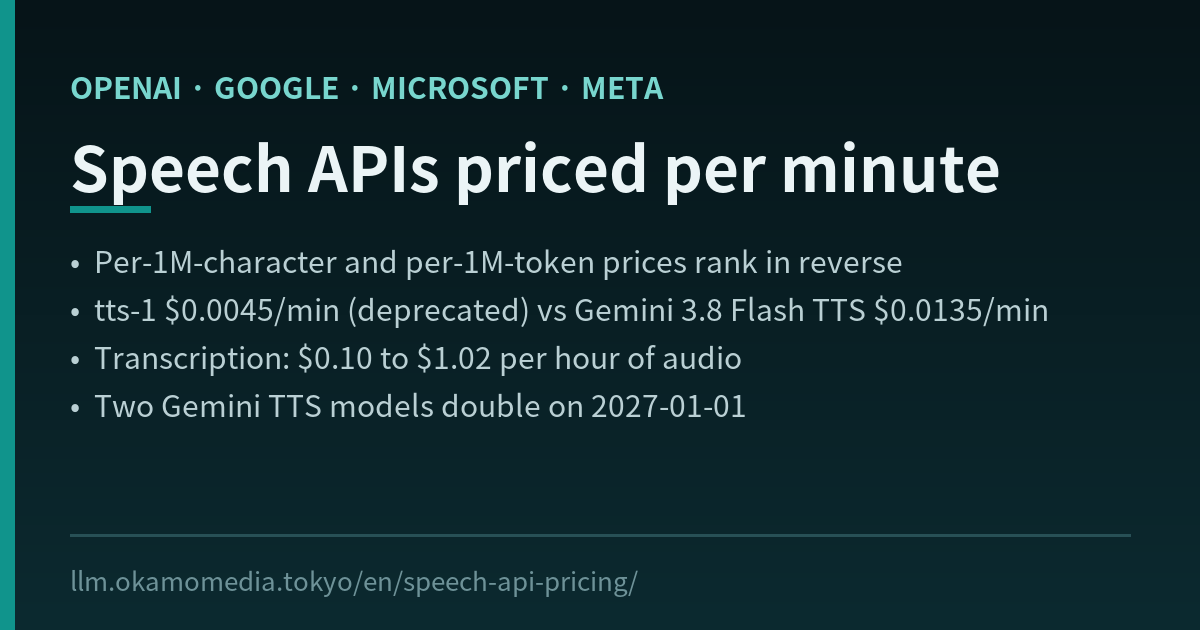 OPENAI · GOOGLE · MICROSOFT · META
Speech APIs priced per minute
• Per-1M-character and per-1M-token prices rank in reverse
• tts-1 $0.0045/min (deprecated) vs Gemini 3.8 Flash TTS $0.0135/min
• Transcription: $0.10 to $1.02 per hour of audio
• Two Gemini TTS models double on 2027-01-01
llm.okamomedia.tokyo/en/speech-api-pricing/